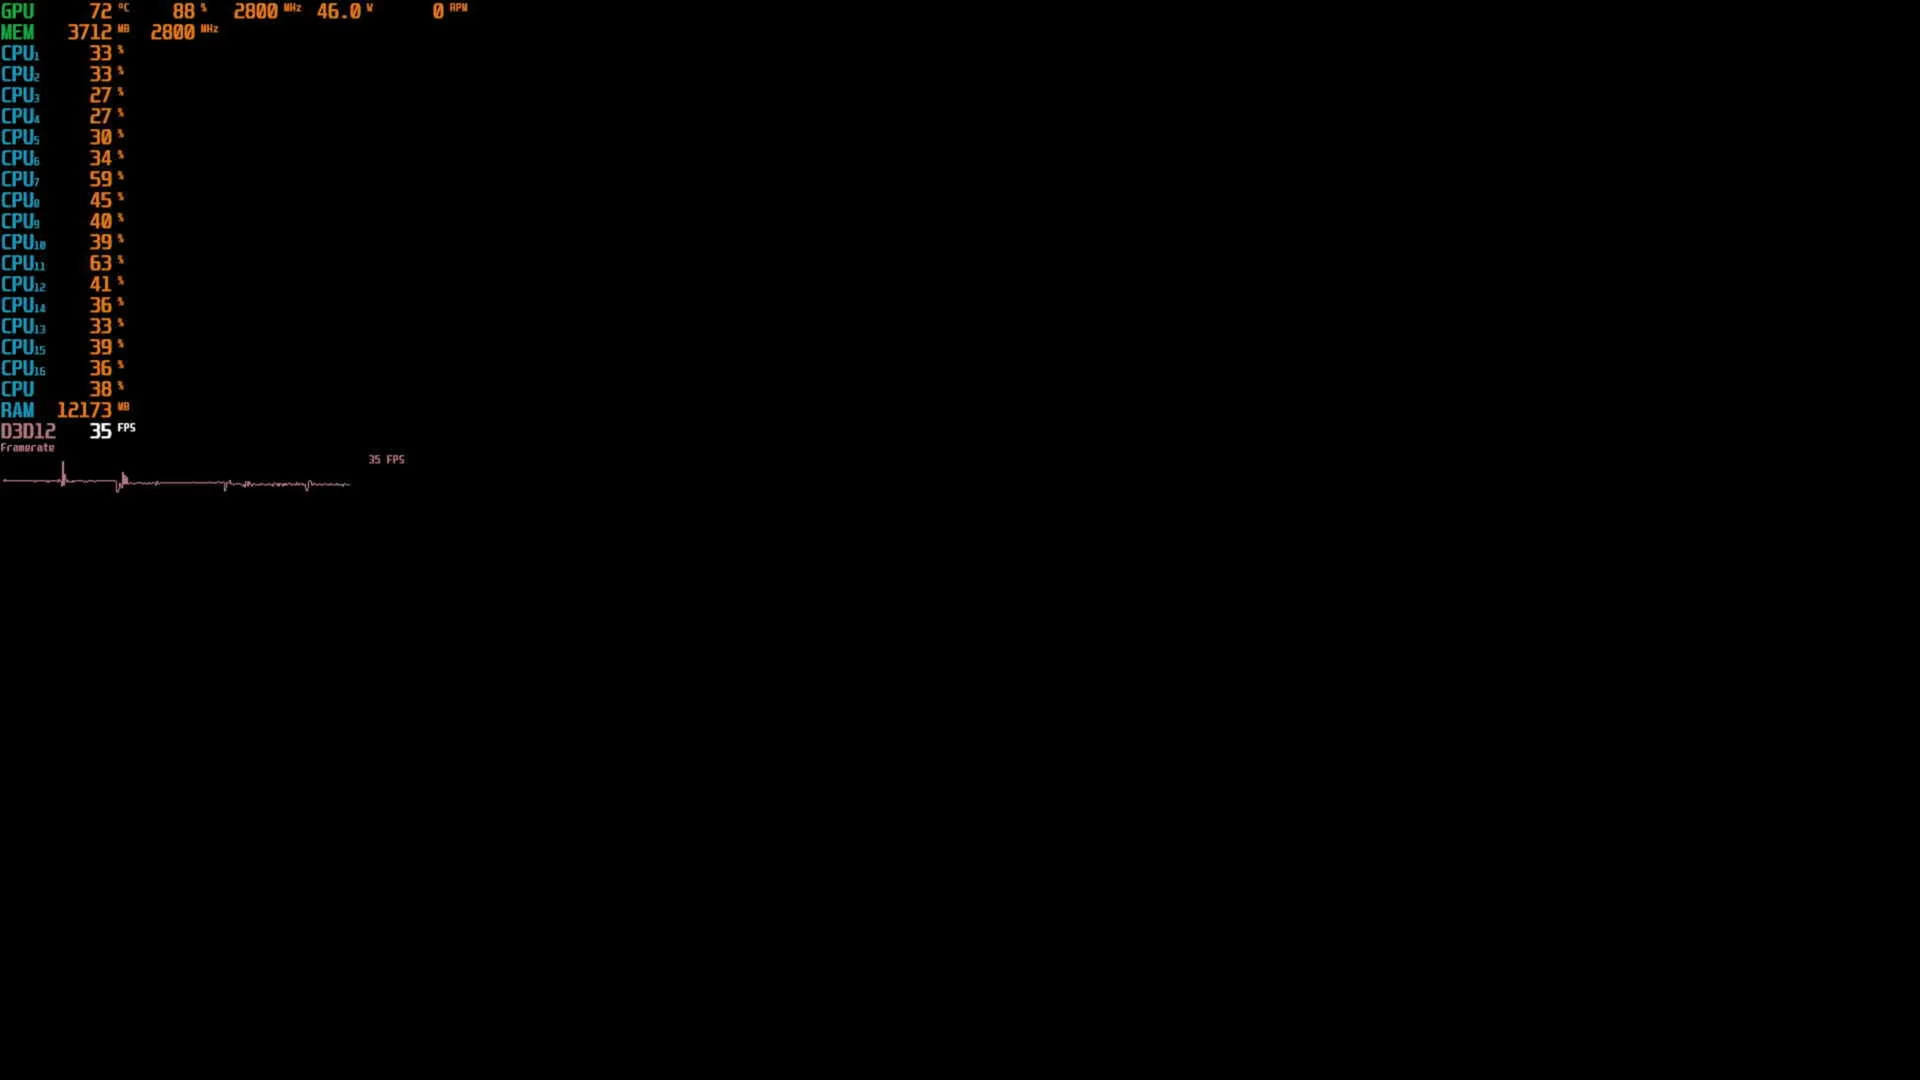 GPU 72 °C 88 % 2800 MHz 46.0 W 0 RPM
MEM 3712 MB 2800 MHz
CPU1 33 %
CPU2 33 %
CPU3 27 %
CPU4 27 %
CPU5 30 %
CPU6 34 %
CPU7 59 %
CPU8 45 %
CPU9 40 %
CPU10 39 %
CPU11 63 %
CPU12 41 %
CPU14 36 %
CPU13 33 %
CPU15 39 %
CPU16 36 %
CPU 38 %
RAM 12173 MB
D3D12 35 FPS
Framerate
35 FPS